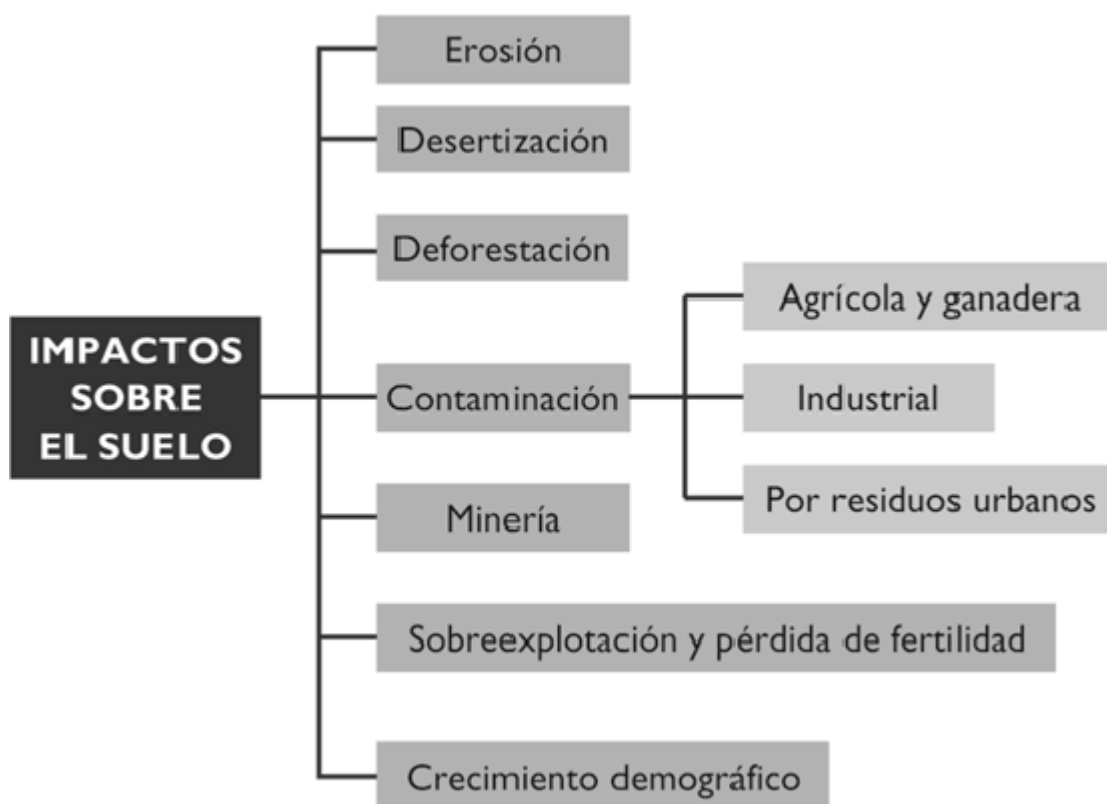 IMPACTOS
SOBRE
EL SUELO
Erosión
Desertización
Deforestación
Contaminación
Agrícola y ganadera
Industrial
Por residuos urbanos
Minería
Sobreexplotación y pérdida de fertilidad
Crecimiento demográfico